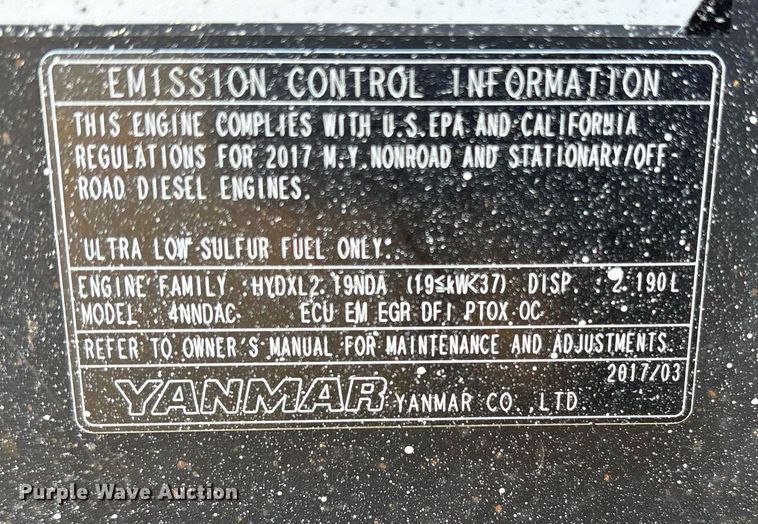 EMISSION CONTROL INFORMATION
THIS ENGINE COMPLIES WITH U.S.EPA AND CALIFORNIA
REGULATIONS FOR 2017 M.Y.NONROAD AND STATIONARY/OFF
ROAD DIESEL ENGINES.
ULTRA LOW SULFUR FUEL ONLY.
ENGINE FAMILY :HYDXL2.19NDA (19≤kW<37) DISP. :2.190L
MODEL :4NNDAC ECU EM EGR DFI PTOX OC
REFER TO OWNER'S MANUAL FOR MAINTENANCE AND ADJUSTMENTS.
2017/03
YANMAR YANMAR CO.,LTD.
Purple Wave Auction